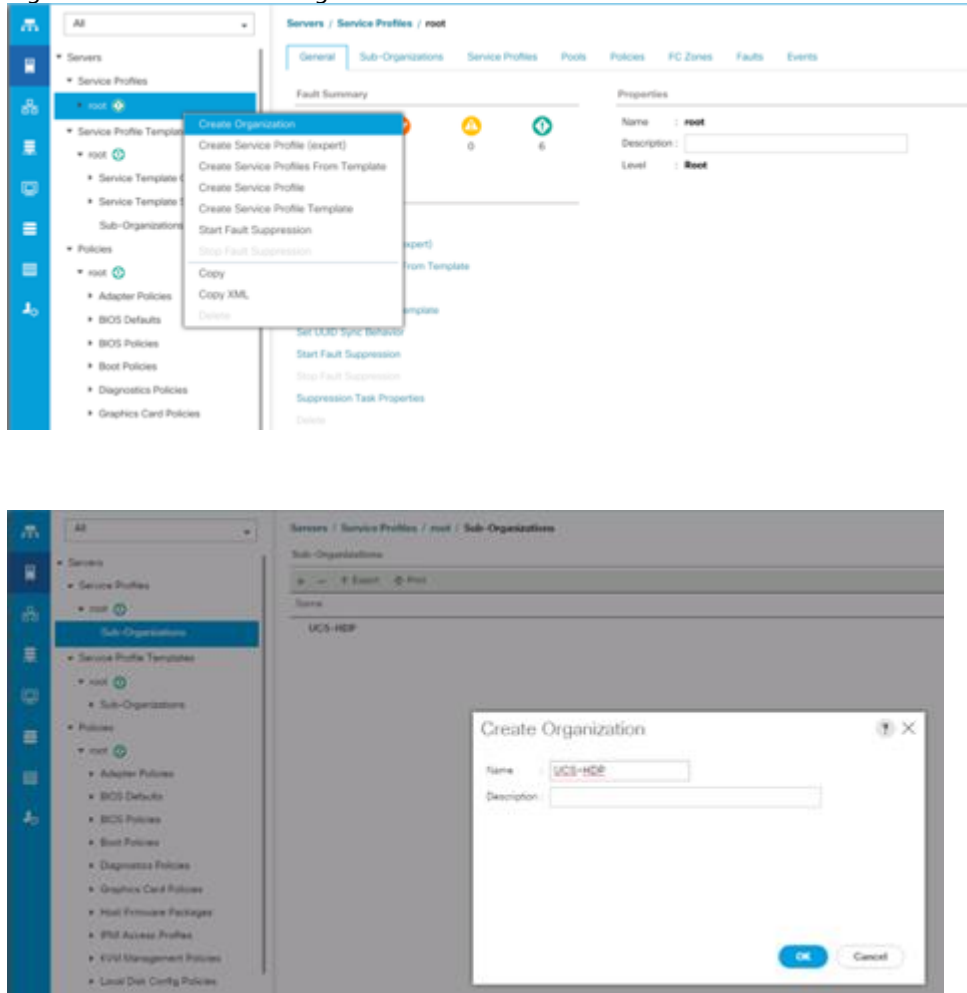 All
Servers
Service Profiles
root
Service Profile Templat
root
Service Template
Service Template
Sub-Organizations
Policies
root
Adapter Policies
BIOS Defaults
BIOS Policies
Boot Policies
Diagnostics Policies
Graphics Card Policies
Create Organization
Create Service Profile (expert)
Create Service Profiles From Template
Create Service Profile
Create Service Profile Template
Start Fault Suppression
Stop Fault Suppression
Copy
Copy XML
Delete
Servers / Service Profiles / root
General Sub-Organizations Service Profiles Pools Policies FC Zones Faults Events
Fault Summary
0 6
Properties
Name : root
Description :
Level : Root
xpert)
From Template
emplate
Set UUID Sync Behavior
Start Fault Suppression
Stop Fault Suppression
Suppression Task Properties
Delete
All
Servers
Service Profiles
root
Sub-Organizations
Service Profile Templates
root
Sub-Organizations
Policies
root
Adapter Policies
BIOS Defaults
BIOS Policies
Boot Policies
Diagnostics Policies
Graphics Card Policies
Host Firmware Packages
IPMI Access Profiles
KVM Management Policies
Local Disk Config Policies
Servers / Service Profiles / root / Sub-Organizations
Sub-Organizations
+ − Export Print
Name
UCS-HDP
Create Organization ? ×
Name : UCS-HDP
Description :
OK Cancel